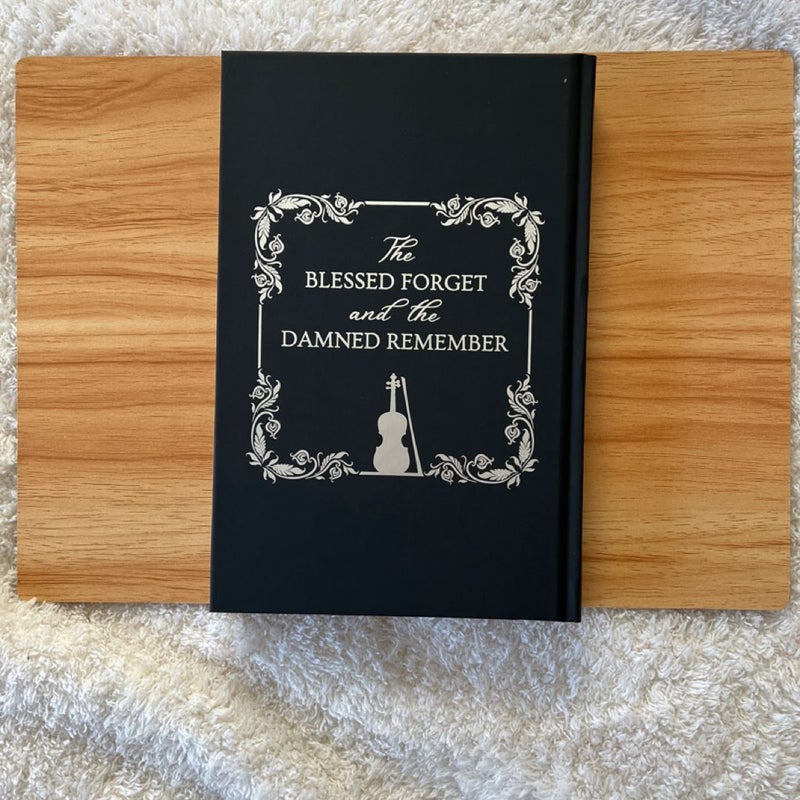 The
BLESSED FORGET
and the
DAMNED REMEMBER